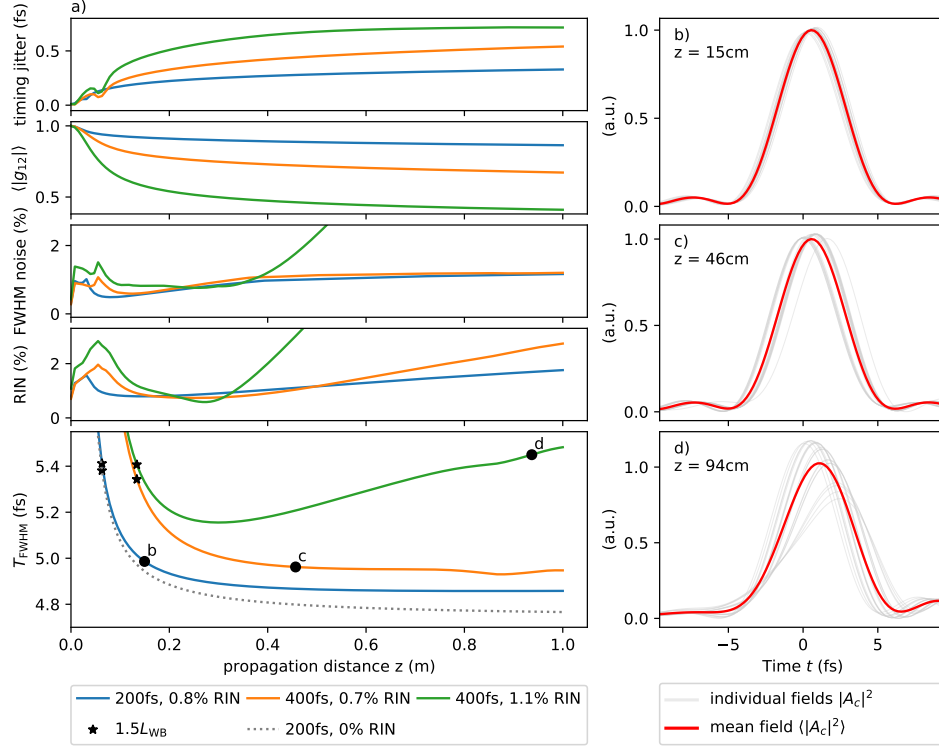 a)
timing jitter (fs)
0.5
0.0
⟨|g₁₂|⟩
1.0
0.5
FWHM noise (%)
2
0
RIN (%)
2
0
T_FWHM (fs)
5.4
5.2
5.0
4.8
b
c
d
0.0 0.2 0.4 0.6 0.8 1.0
propagation distance z (m)
200fs, 0.8% RIN
400fs, 0.7% RIN
400fs, 1.1% RIN
1.5L_WB
200fs, 0% RIN
b)
z = 15cm
(a.u.)
1.0
0.5
0.0
c)
z = 46cm
(a.u.)
1.0
0.5
0.0
d)
z = 94cm
(a.u.)
1.0
0.5
0.0
−5 0 5
Time t (fs)
individual fields |A_c|²
mean field ⟨|A_c|²⟩